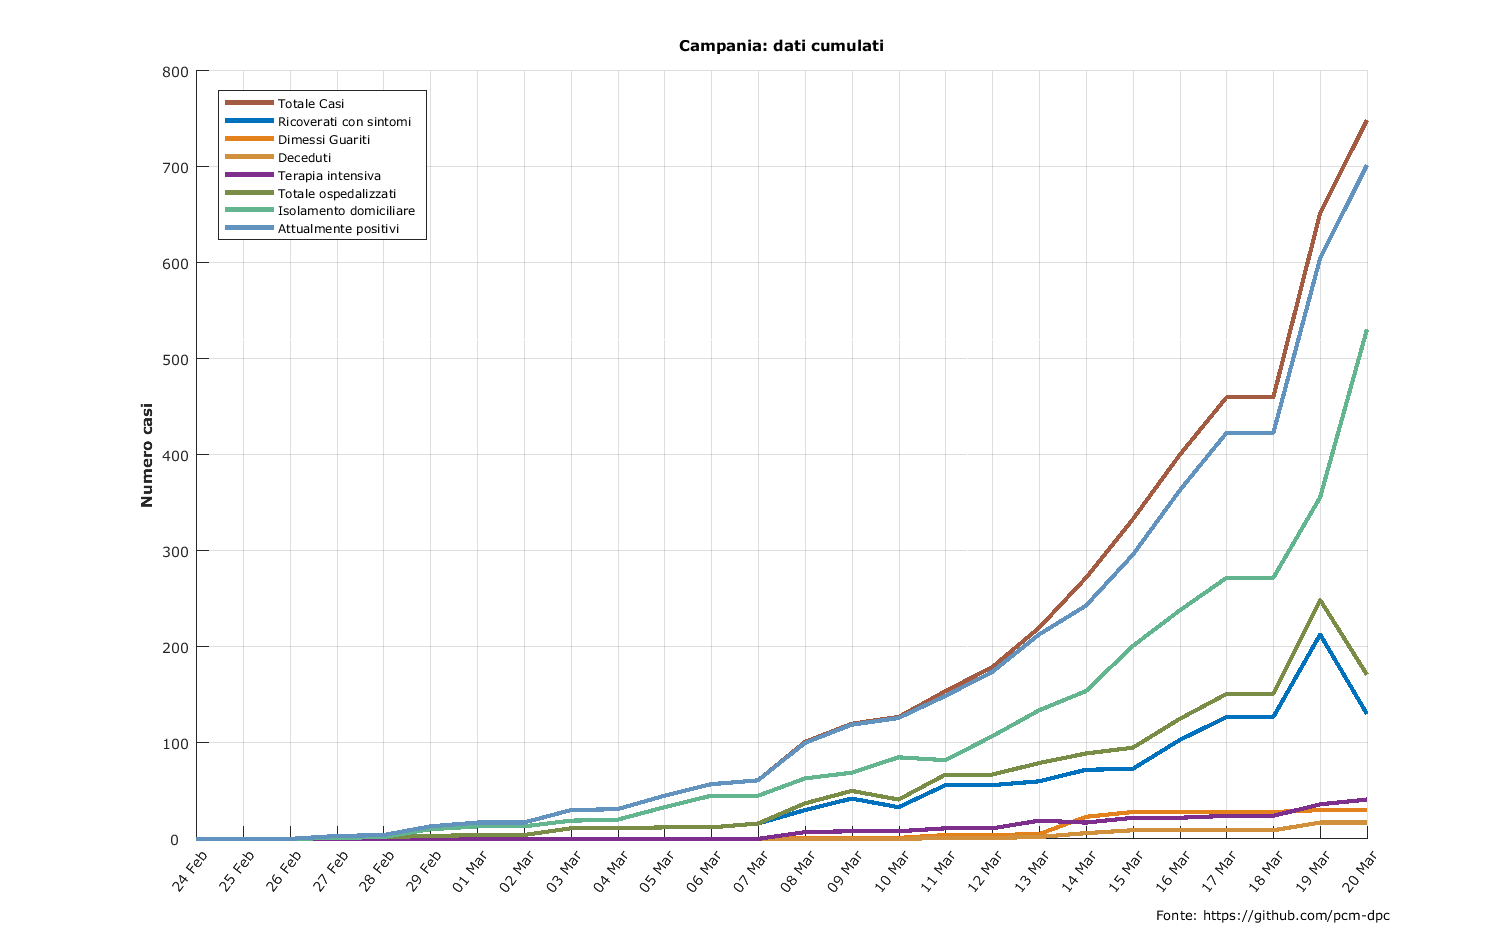 Campania: dati cumulati
800
700
600
500
400
300
200
100
0
Numero casi
Totale Casi
Ricoverati con sintomi
Dimessi Guariti
Deceduti
Terapia intensiva
Totale ospedalizzati
Isolamento domiciliare
Attualmente positivi
24 Feb
25 Feb
26 Feb
27 Feb
28 Feb
29 Feb
01 Mar
02 Mar
03 Mar
04 Mar
05 Mar
06 Mar
07 Mar
08 Mar
09 Mar
10 Mar
11 Mar
12 Mar
13 Mar
14 Mar
15 Mar
16 Mar
17 Mar
18 Mar
19 Mar
20 Mar
Fonte: https://github.com/pcm-dpc